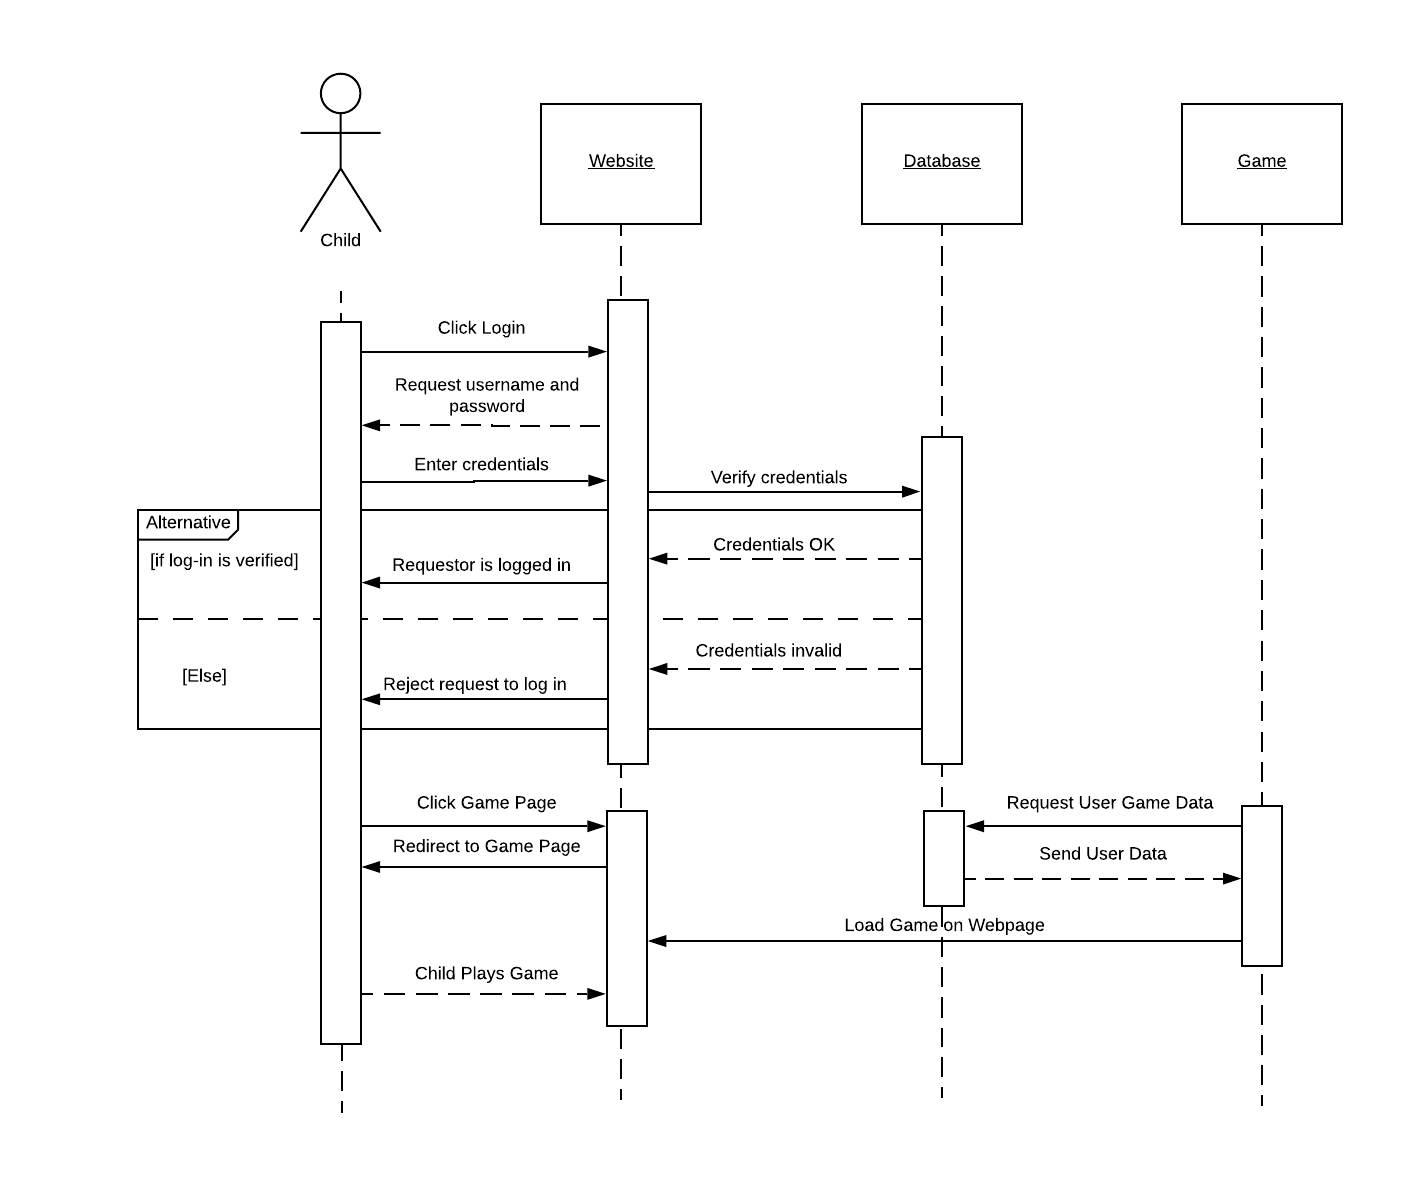 Child
Website
Database
Game
Click Login
Request username and
password
Enter credentials
Verify credentials
Alternative
[if log-in is verified]
Credentials OK
Requestor is logged in
Credentials invalid
[Else]
Reject request to log in
Click Game Page
Request User Game Data
Redirect to Game Page
Send User Data
Load Game on Webpage
Child Plays Game